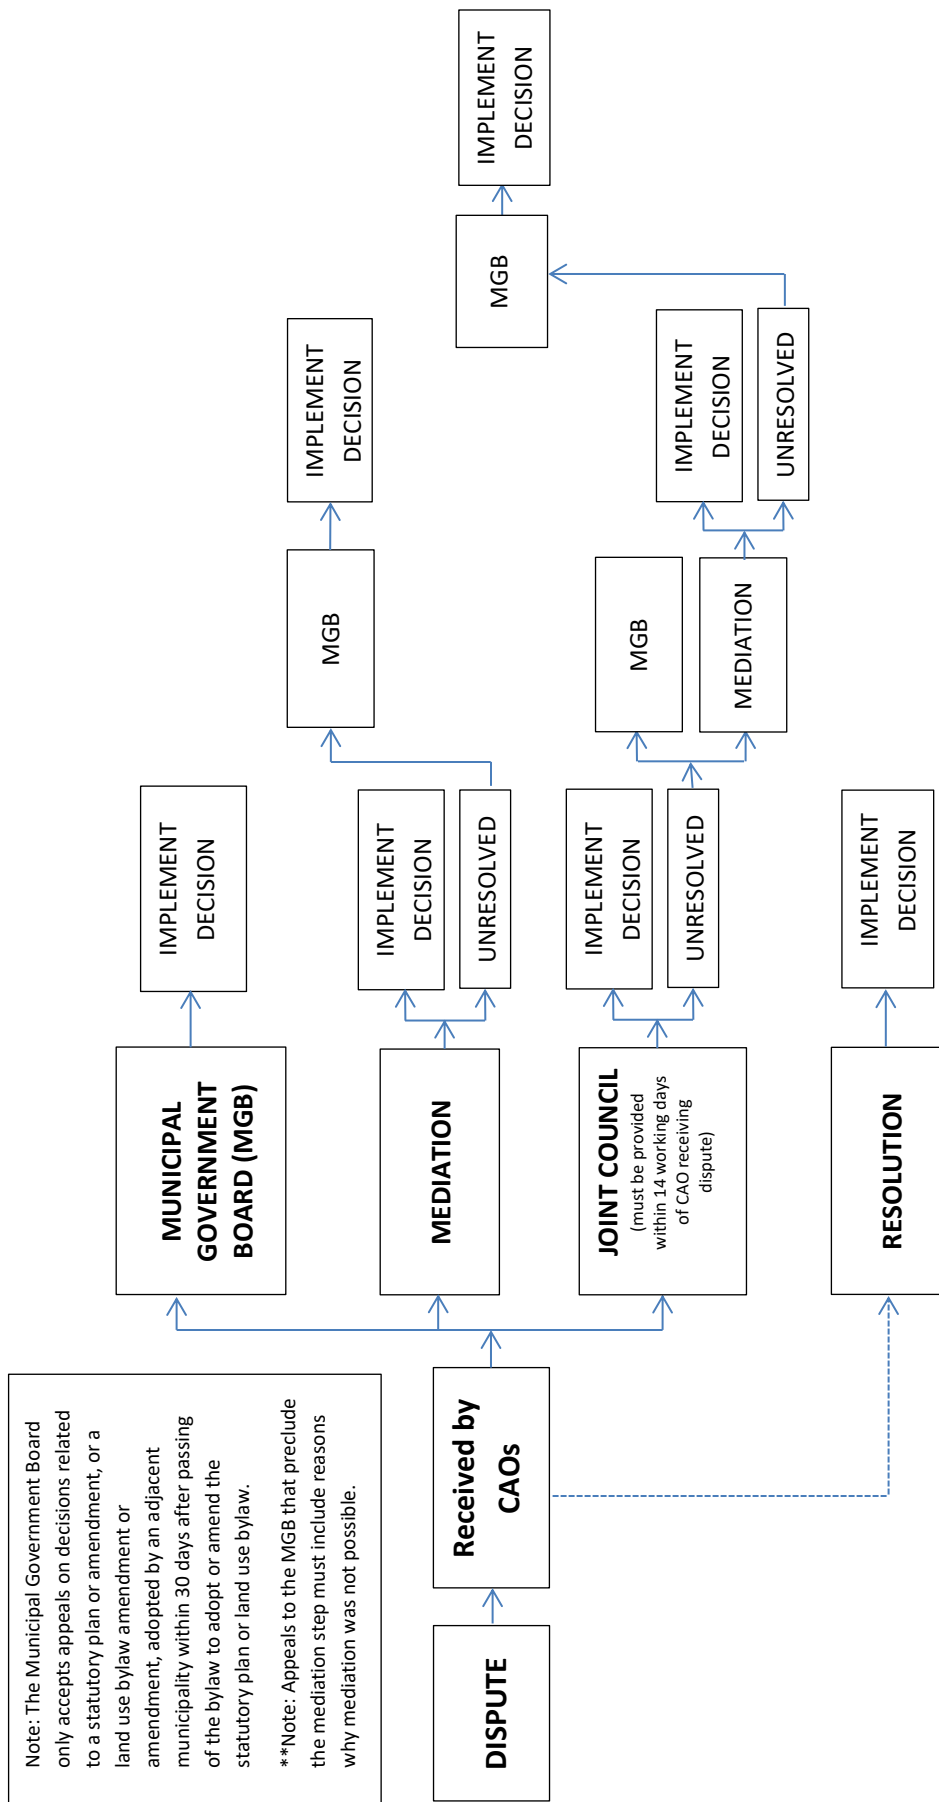 Note: The Municipal Government Board
only accepts appeals on decisions related
to a statutory plan or amendment, or a
land use bylaw amendment or
amendment, adopted by an adjacent
municipality within 30 days after passing
of the bylaw to adopt or amend the
statutory plan or land use bylaw.
**Note: Appeals to the MGB that preclude
the mediation step must include reasons
why mediation was not possible.
DISPUTE
Received by
CAOs
MUNICIPAL
GOVERNMENT
BOARD (MGB)
IMPLEMENT
DECISION
MEDIATION
IMPLEMENT
DECISION
UNRESOLVED
MGB
IMPLEMENT
DECISION
JOINT COUNCIL
(must be provided
within 14 working days
of CAO receiving
dispute)
IMPLEMENT
DECISION
UNRESOLVED
MGB
MEDIATION
IMPLEMENT
DECISION
UNRESOLVED
MGB
IMPLEMENT
DECISION
RESOLUTION
IMPLEMENT
DECISION